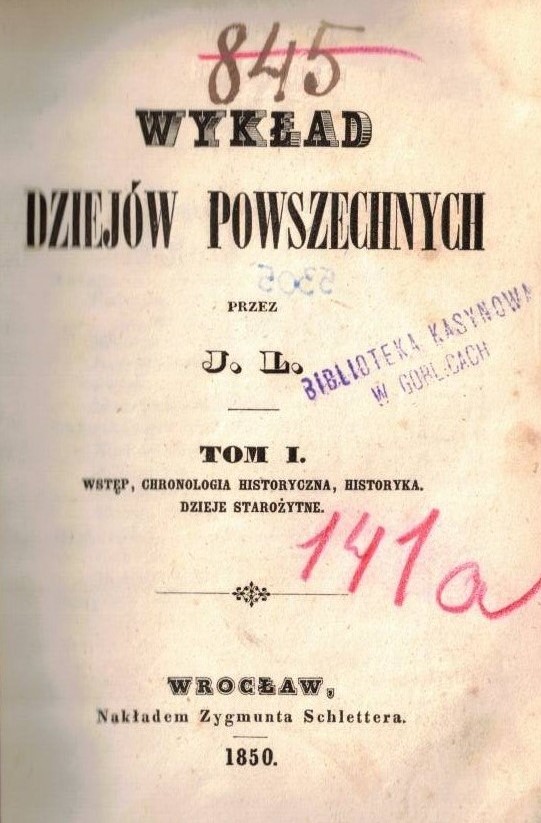 845
WYKŁAD
DZIEJÓW POWSZECHNYCH
5305
PRZEZ
J. L.
BIBLIOTEKA KASYNOWA
W GORLICACH
TOM I.
WSTĘP, CHRONOLOGIA HISTORYCZNA, HISTORYKA.
DZIEJE STAROŻYTNE.
141a
WROCŁAW,
Nakładem Zygmunta Schlettera.
1850.